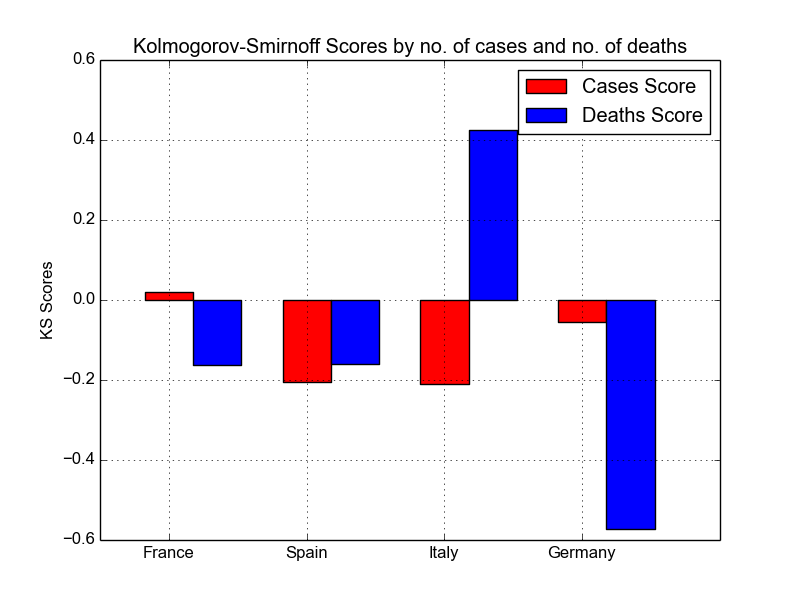 Kolmogorov-Smirnoff Scores by no. of cases and no. of deaths
Cases Score
Deaths Score
KS Scores
0.6
0.4
0.2
0.0
−0.2
−0.4
−0.6
France Spain Italy Germany